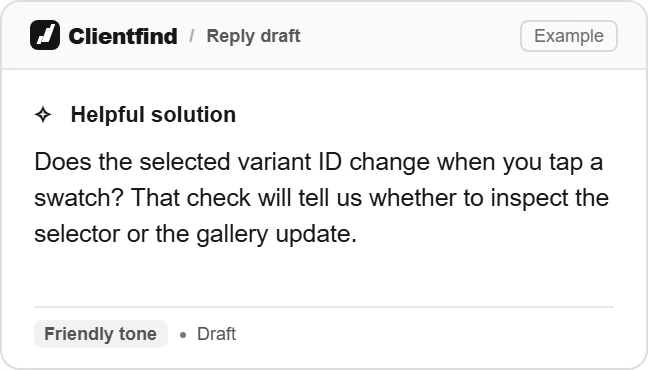 Clientfind / Reply draft Example
Helpful solution
Does the selected variant ID change when you tap a
swatch? That check will tell us whether to inspect the
selector or the gallery update.
Friendly tone • Draft